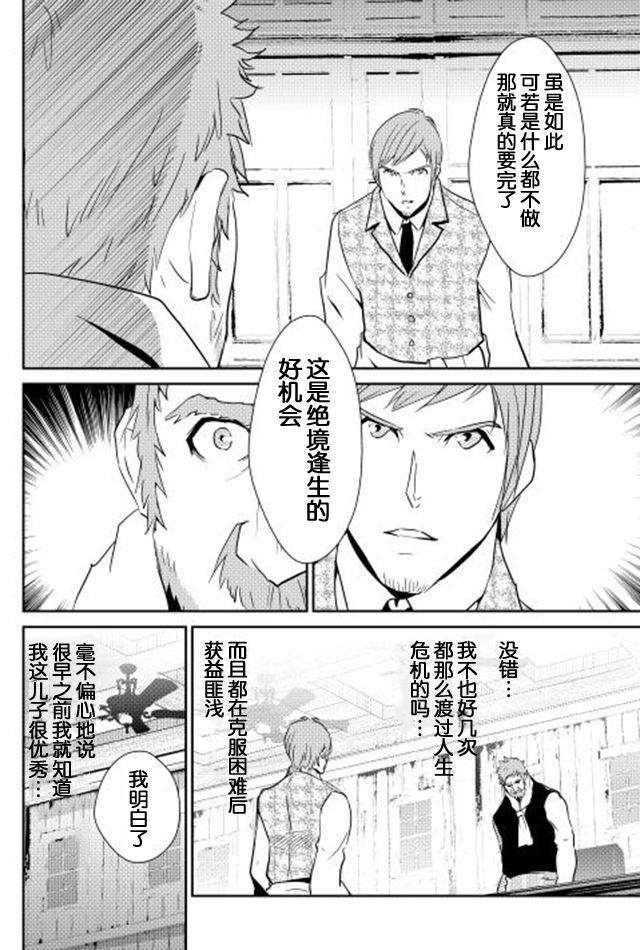 虽是如此
可若是什么都不做
那就真的要完了
这是绝境逢生的
好机会
没错…
我不也好几次
都那么渡过人生
危机的吗…
而且都在克服困难后
获益匪浅
毫不偏心地说
很早之前我就知道
我这儿子很优秀…
我明白了